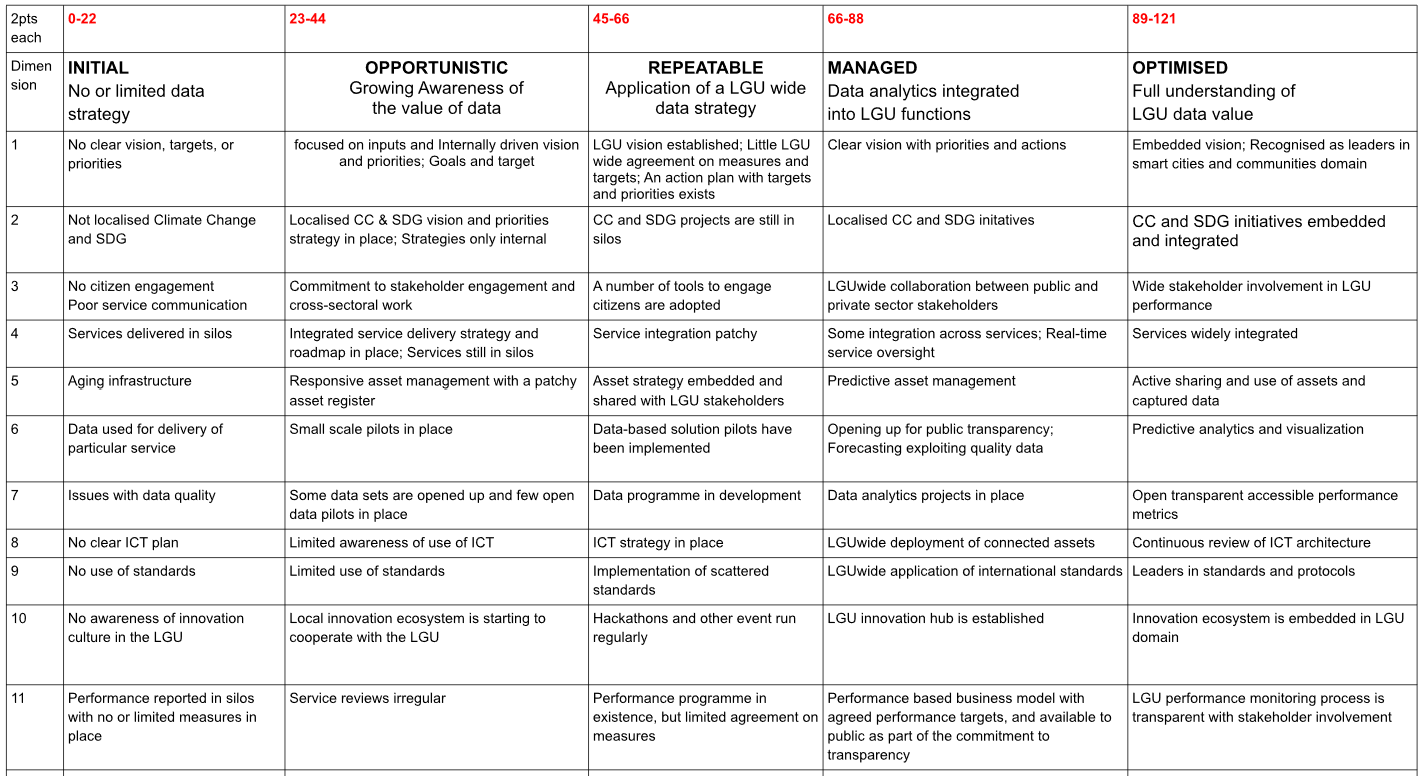 2pts
each
0-22
23-44
45-66
66-88
89-121
Dimen
sion
INITIAL
No or limited data
strategy
OPPORTUNISTIC
Growing Awareness of
the value of data
REPEATABLE
Application of a LGU wide
data strategy
MANAGED
Data analytics integrated
into LGU functions
OPTIMISED
Full understanding of
LGU data value
1
No clear vision, targets, or
priorities
focused on inputs and Internally driven vision
and priorities; Goals and target
LGU vision established; Little LGU
wide agreement on measures and
targets; An action plan with targets
and priorities exists
Clear vision with priorities and actions
Embedded vision; Recognised as leaders in
smart cities and communities domain
2
Not localised Climate Change
and SDG
Localised CC & SDG vision and priorities
strategy in place; Strategies only internal
CC and SDG projects are still in
silos
Localised CC and SDG initatives
CC and SDG initiatives embedded
and integrated
3
No citizen engagement
Poor service communication
Commitment to stakeholder engagement and
cross-sectoral work
A number of tools to engage
citizens are adopted
LGUwide collaboration between public and
private sector stakeholders
Wide stakeholder involvement in LGU
performance
4
Services delivered in silos
Integrated service delivery strategy and
roadmap in place; Services still in silos
Service integration patchy
Some integration across services; Real-time
service oversight
Services widely integrated
5
Aging infrastructure
Responsive asset management with a patchy
asset register
Asset strategy embedded and
shared with LGU stakeholders
Predictive asset management
Active sharing and use of assets and
captured data
6
Data used for delivery of
particular service
Small scale pilots in place
Data-based solution pilots have
been implemented
Opening up for public transparency;
Forecasting exploiting quality data
Predictive analytics and visualization
7
Issues with data quality
Some data sets are opened up and few open
data pilots in place
Data programme in development
Data analytics projects in place
Open transparent accessible performance
metrics
8
No clear ICT plan
Limited awareness of use of ICT
ICT strategy in place
LGUwide deployment of connected assets
Continuous review of ICT architecture
9
No use of standards
Limited use of standards
Implementation of scattered
standards
LGUwide application of international standards
Leaders in standards and protocols
10
No awareness of innovation
culture in the LGU
Local innovation ecosystem is starting to
cooperate with the LGU
Hackathons and other event run
regularly
LGU innovation hub is established
Innovation ecosystem is embedded in LGU
domain
11
Performance reported in silos
with no or limited measures in
place
Service reviews irregular
Performance programme in
existence, but limited agreement on
measures
Performance based business model with
agreed performance targets, and available to
public as part of the commitment to
transparency
LGU performance monitoring process is
transparent with stakeholder involvement